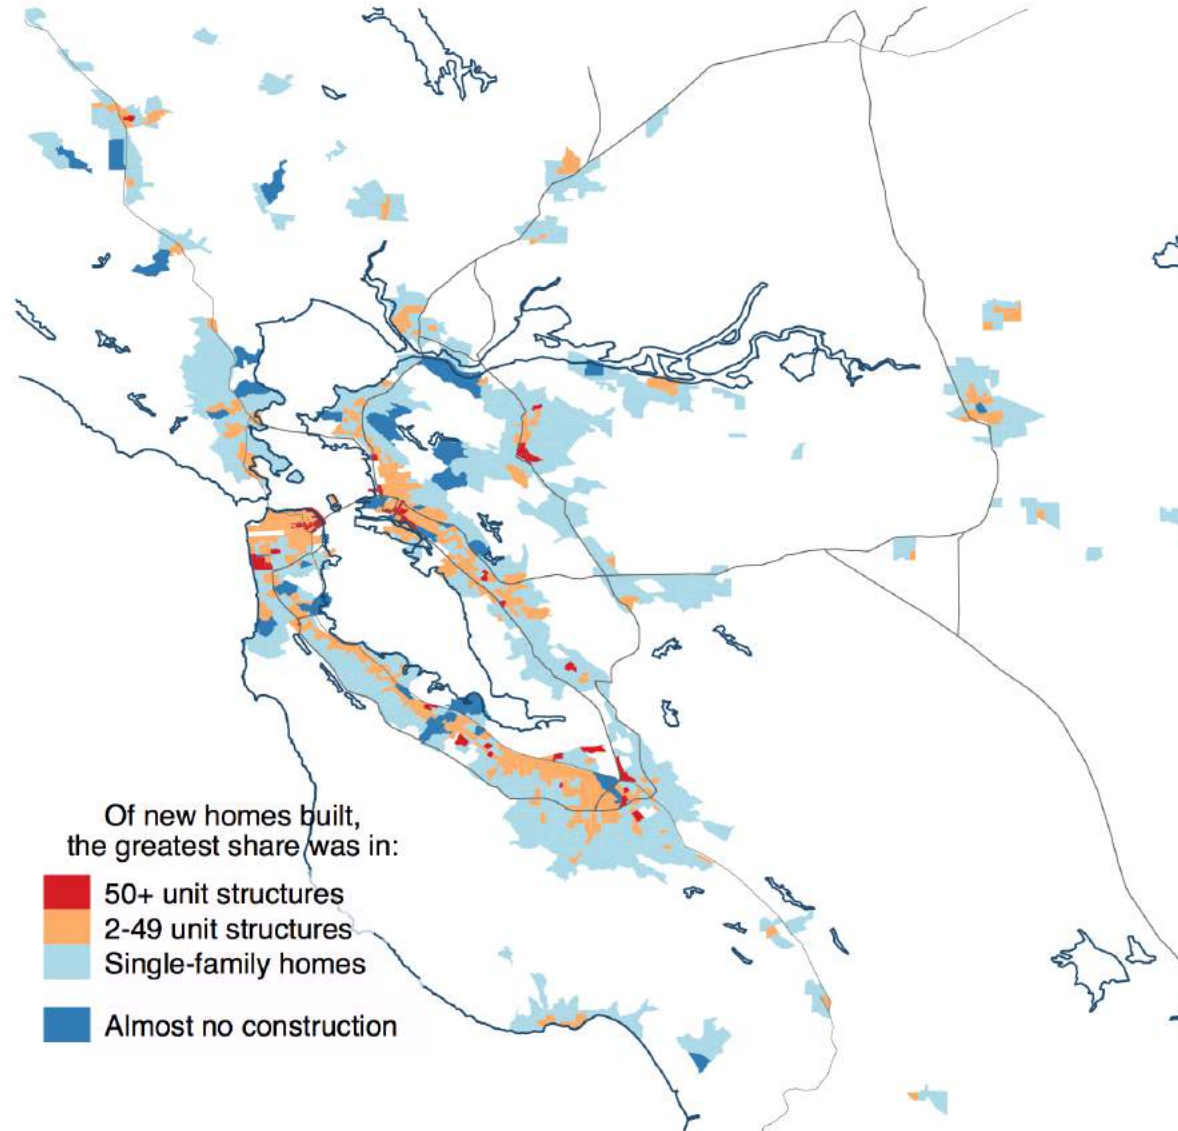 Of new homes built,
the greatest share was in:
50+ unit structures
2-49 unit structures
Single-family homes
Almost no construction